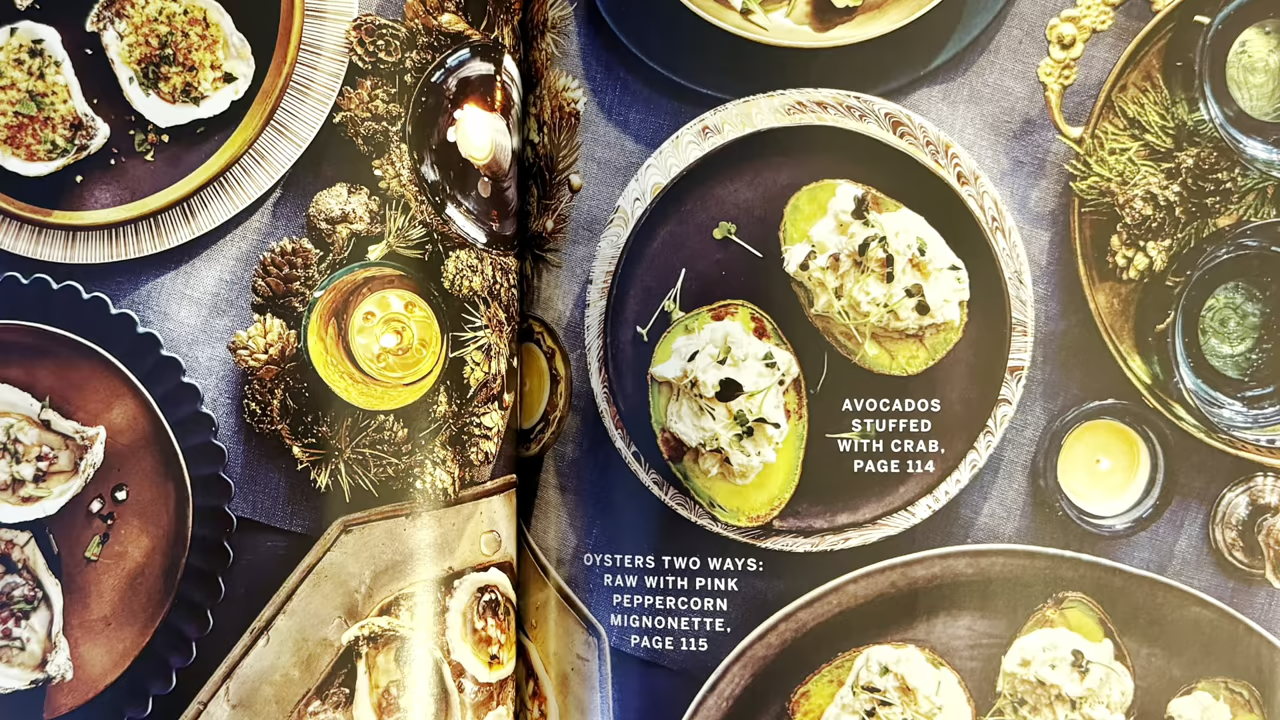 AVOCADOS
STUFFED
WITH CRAB,
PAGE 114
OYSTERS TWO WAYS:
RAW WITH PINK
PEPPERCORN
MIGNONETTE,
PAGE 115